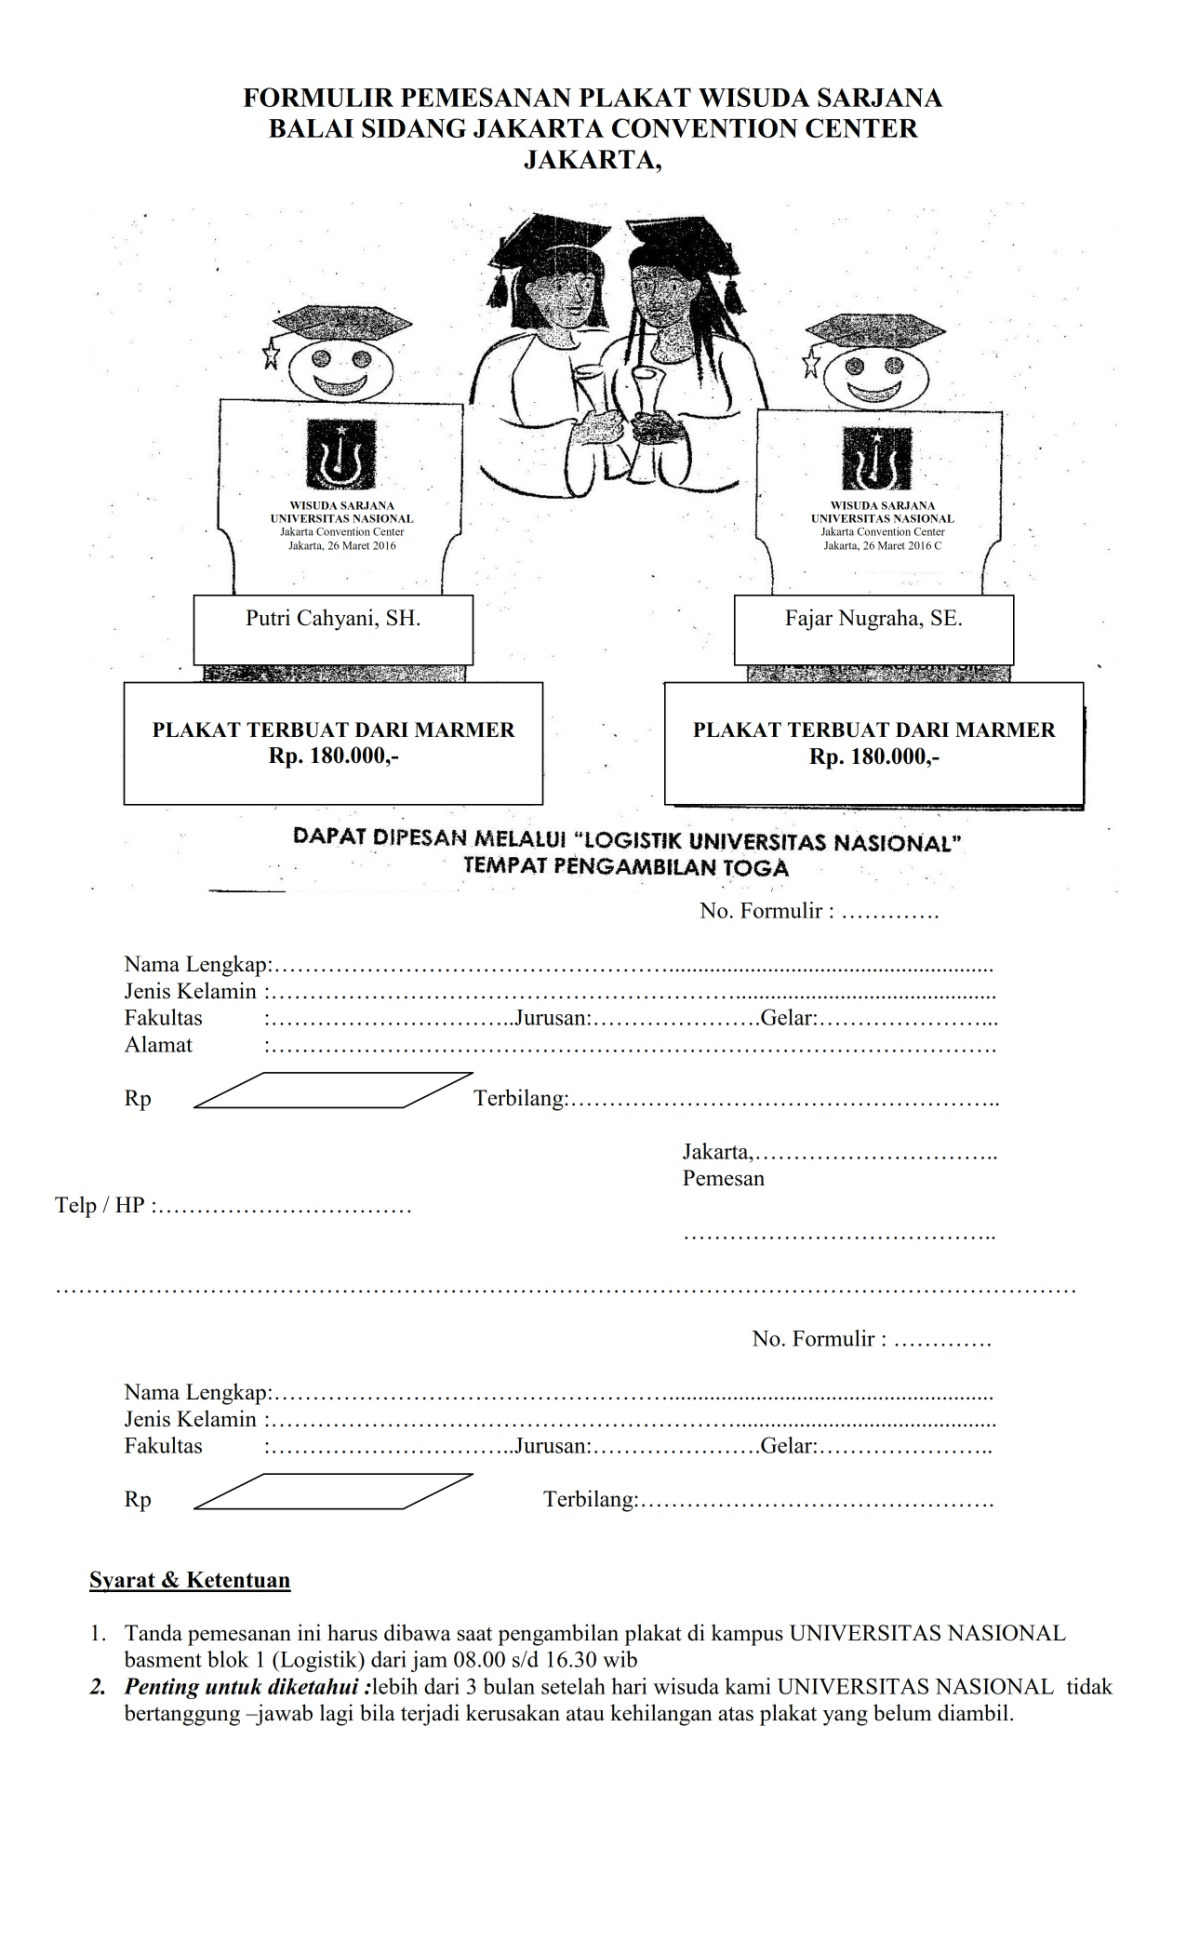 FORMULIR PEMESANAN PLAKAT WISUDA SARJANA
BALAI SIDANG JAKARTA CONVENTION CENTER
JAKARTA,
WISUDA SARJANA
UNIVERSITAS NASIONAL
Jakarta Convention Center
Jakarta, 26 Maret 2016
Putri Cahyani, SH.
PLAKAT TERBUAT DARI MARMER
Rp. 180.000,-
WISUDA SARJANA
UNIVERSITAS NASIONAL
Jakarta Convention Center
Jakarta, 26 Maret 2016 C
Fajar Nugraha, SE.
PLAKAT TERBUAT DARI MARMER
Rp. 180.000,-
DAPAT DIPESAN MELALUI “LOGISTIK UNIVERSITAS NASIONAL”
TEMPAT PENGAMBILAN TOGA
No. Formulir : ………….
Nama Lengkap:……………………………………………........................................................
Jenis Kelamin :……………………………………………………..............................................
Fakultas :…………………………..Jurusan:………………….Gelar:…………………...
Alamat :…………………………………………………………………………………
Rp Terbilang:………………………………………………..
Jakarta,…………………………..
Pemesan
Telp / HP :……………………………
…………………………………..
……………………………………………………………………………………………………………………
No. Formulir : ………….
Nama Lengkap:……………………………………………........................................................
Jenis Kelamin :……………………………………………………..............................................
Fakultas :…………………………..Jurusan:………………….Gelar:…………………..
Rp Terbilang:……………………………………….
Syarat & Ketentuan
1. Tanda pemesanan ini harus dibawa saat pengambilan plakat di kampus UNIVERSITAS NASIONAL
basment blok 1 (Logistik) dari jam 08.00 s/d 16.30 wib
2. Penting untuk diketahui :lebih dari 3 bulan setelah hari wisuda kami UNIVERSITAS NASIONAL tidak
bertanggung –jawab lagi bila terjadi kerusakan atau kehilangan atas plakat yang belum diambil.